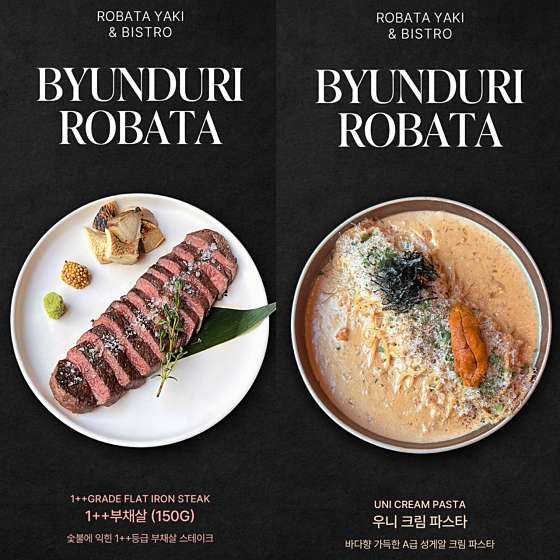 ROBATA YAKI
& BISTRO
BYUNDURI
ROBATA
1++GRADE FLAT IRON STEAK
1++부채살 (150G)
숯불에 익힌 1++등급 부채살 스테이크
ROBATA YAKI
& BISTRO
BYUNDURI
ROBATA
UNI CREAM PASTA
우니 크림 파스타
바다향 가득한 A급 성게알 크림 파스타